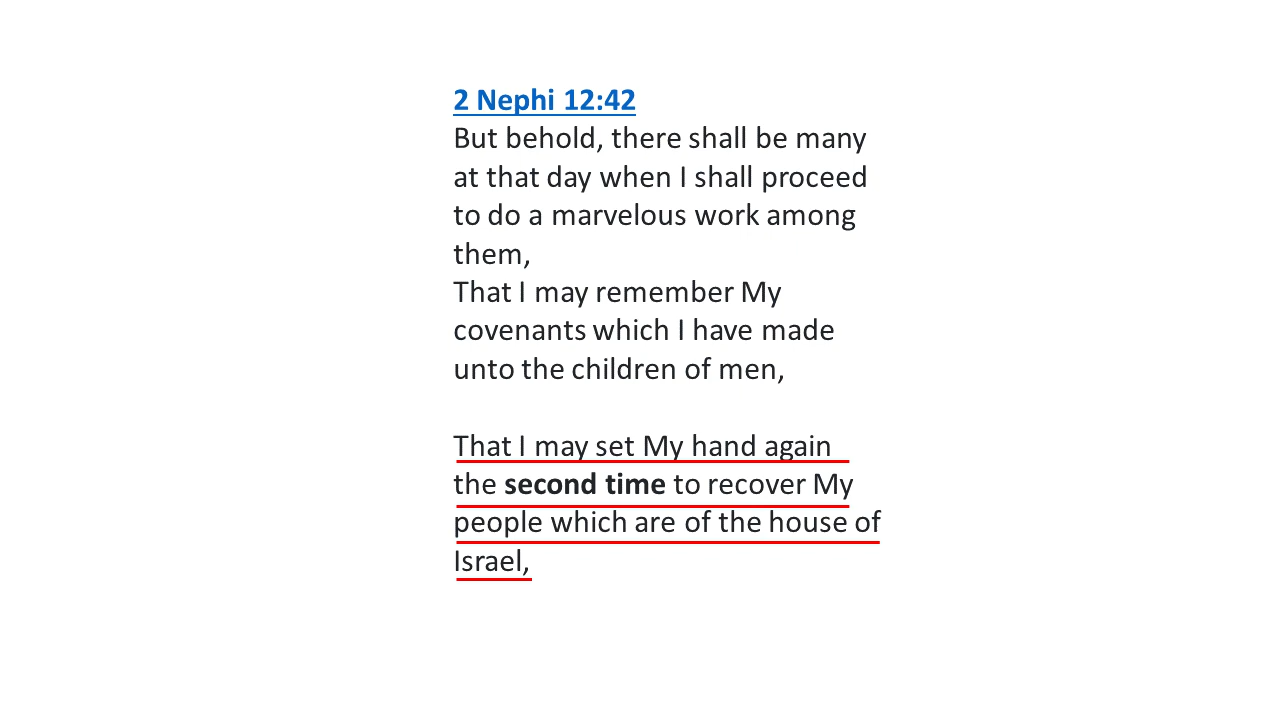 2 Nephi 12:42
But behold, there shall be many
at that day when I shall proceed
to do a marvelous work among
them,
That I may remember My
covenants which I have made
unto the children of men,
That I may set My hand again
the second time to recover My
people which are of the house of
Israel,